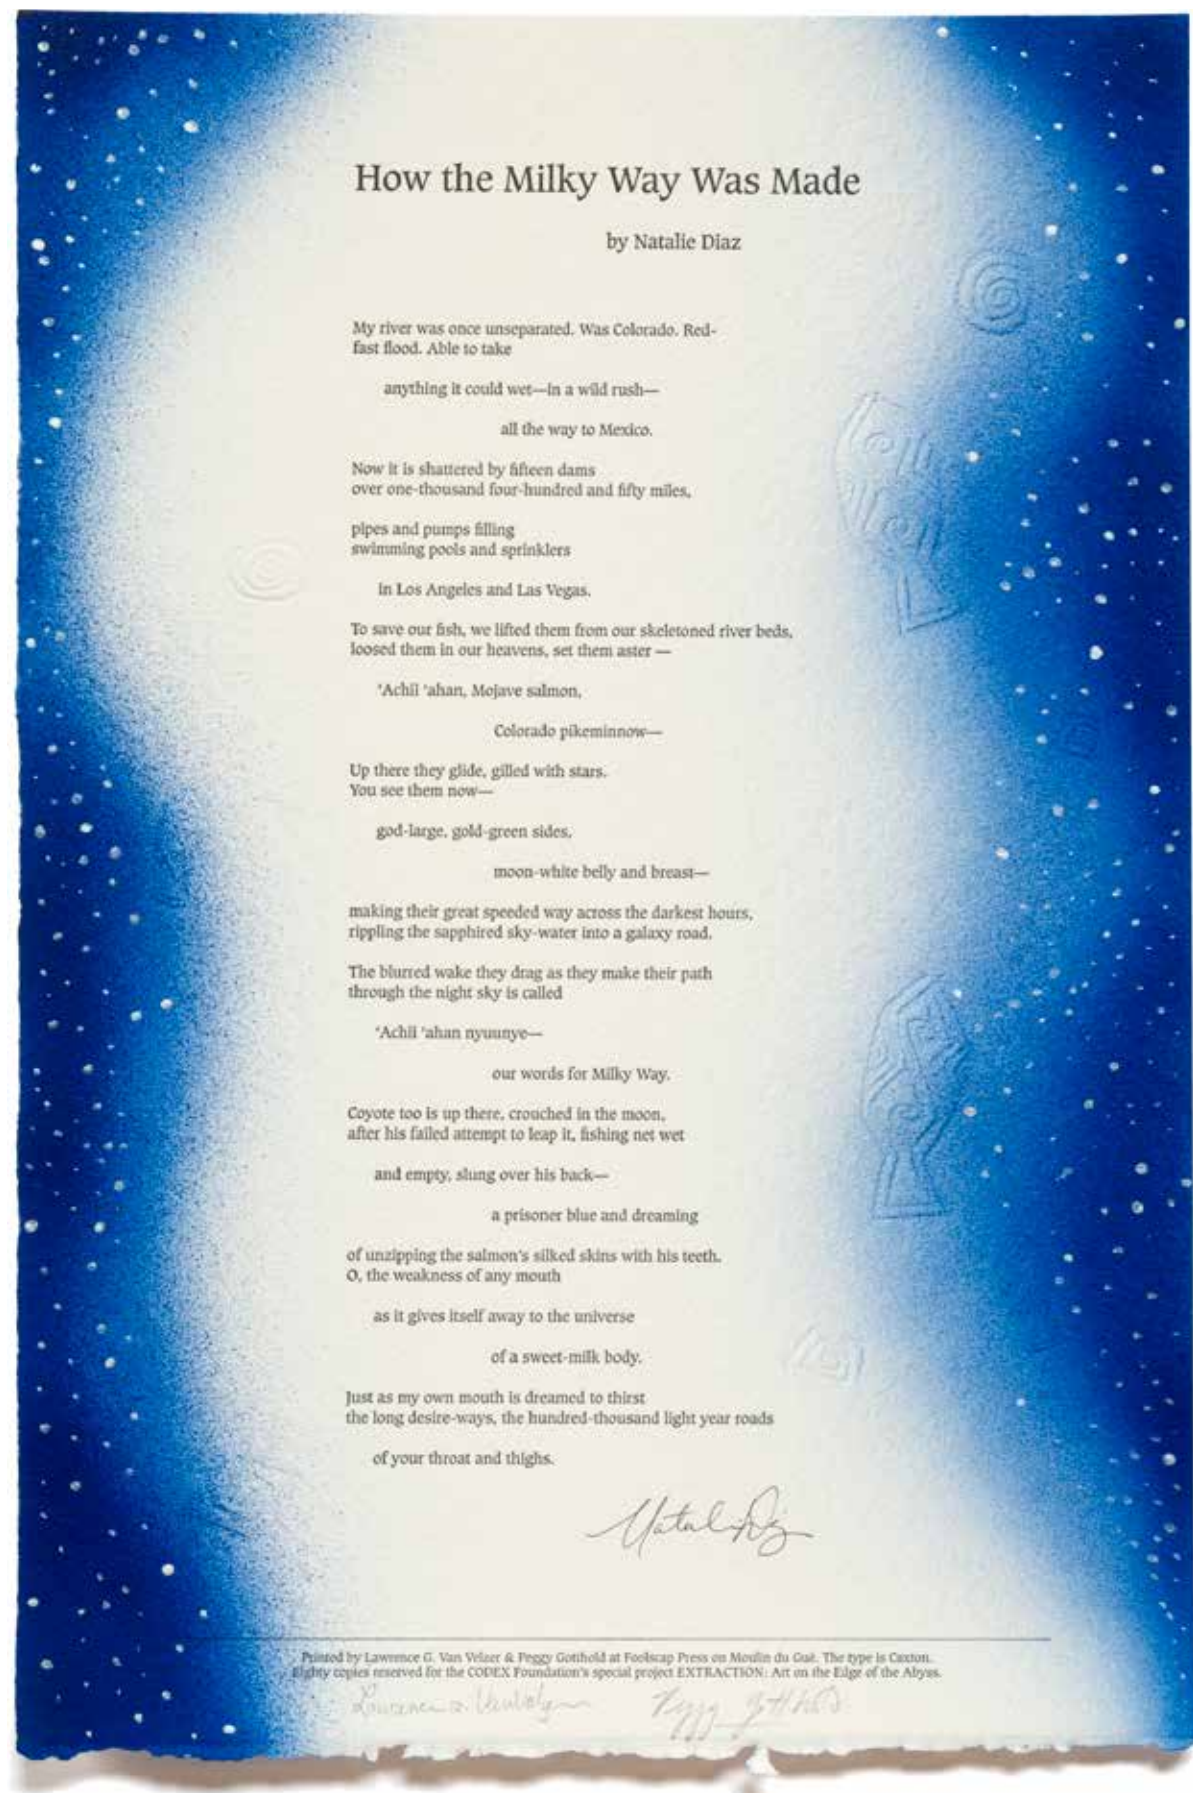 How the Milky Way Was Made
by Natalie Diaz
My river was once unseparated. Was Colorado. Red-
fast flood. Able to take
anything it could wet—in a wild rush—
all the way to Mexico.
Now it is shattered by fifteen dams
over one-thousand four-hundred and fifty miles,
pipes and pumps filling
swimming pools and sprinklers
in Los Angeles and Las Vegas.
To save our fish, we lifted them from our skeletoned river beds,
loosed them in our heavens, set them aster —
'Achii 'ahan, Mojave salmon,
Colorado pikeminnow—
Up there they glide, gilled with stars.
You see them now—
god-large, gold-green sides,
moon-white belly and breast—
making their great speeded way across the darkest hours,
rippling the sapphired sky-water into a galaxy road.
The blurred wake they drag as they make their path
through the night sky is called
'Achii 'ahan nyuunye—
our words for Milky Way.
Coyote too is up there, crouched in the moon,
after his failed attempt to leap it, fishing net wet
and empty, slung over his back—
a prisoner blue and dreaming
of unzipping the salmon's silked skins with his teeth.
O, the weakness of any mouth
as it gives itself away to the universe
of a sweet-milk body.
Just as my own mouth is dreamed to thirst
the long desire-ways, the hundred-thousand light year roads
of your throat and thighs.
Printed by Lawrence G. Van Velzer & Peggy Gotthold at Foolscap Press on Moulin du Gué. The type is Caxton.
Eighty copies reserved for the CODEX Foundation's special project EXTRACTION: Art on the Edge of the Abyss.